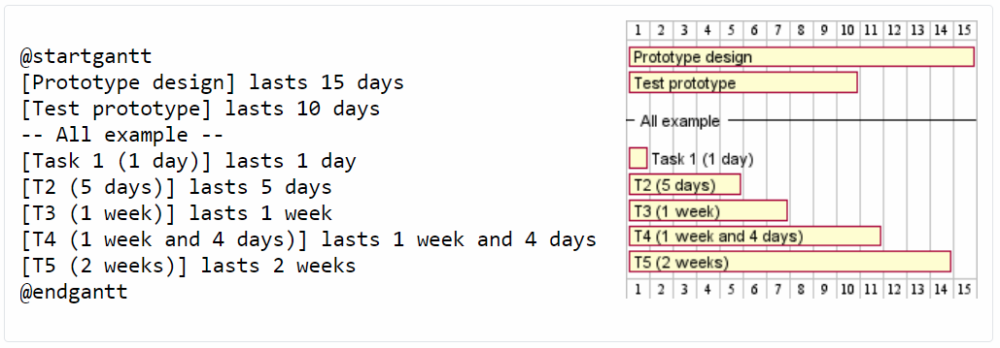 @startgantt
[Prototype design] lasts 15 days
[Test prototype] lasts 10 days
-- All example --
[Task 1 (1 day)] lasts 1 day
[T2 (5 days)] lasts 5 days
[T3 (1 week)] lasts 1 week
[T4 (1 week and 4 days)] lasts 1 week and 4 days
[T5 (2 weeks)] lasts 2 weeks
@endgantt
1 2 3 4 5 6 7 8 9 10 11 12 13 14 15
Prototype design
Test prototype
All example
Task 1 (1 day)
T2 (5 days)
T3 (1 week)
T4 (1 week and 4 days)
T5 (2 weeks)
1 2 3 4 5 6 7 8 9 10 11 12 13 14 15